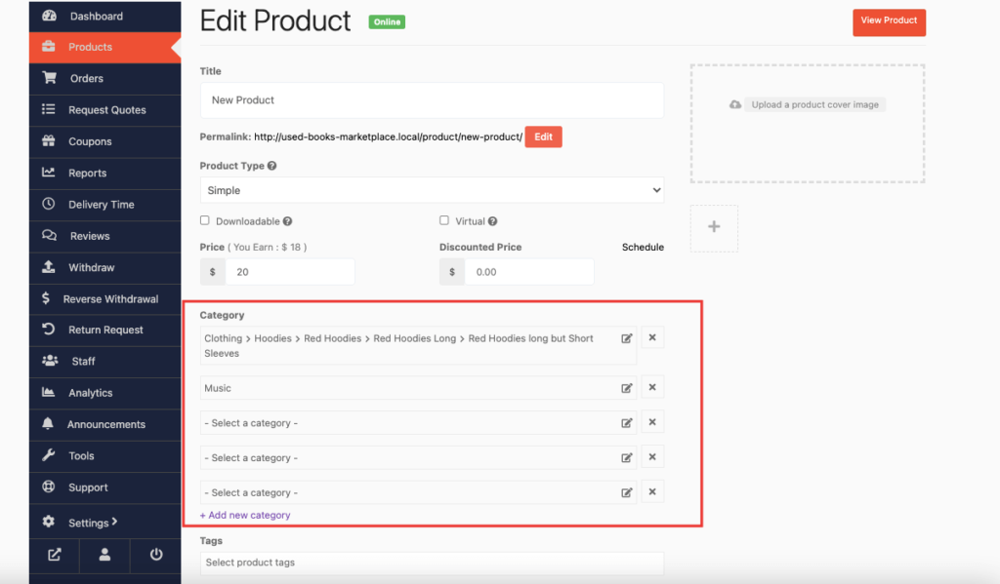 Dashboard
Products
Orders
Request Quotes
Coupons
Reports
Delivery Time
Reviews
Withdraw
Reverse Withdrawal
Return Request
Staff
Analytics
Announcements
Tools
Support
Settings
Edit Product
Online
View Product
Title
New Product
Permalink: http://used-books-marketplace.local/product/new-product/ Edit
Product Type
Simple
Downloadable
Virtual
Price ( You Earn : $ 18 )
Discounted Price
Schedule
$ 20
$ 0.00
Category
Clothing > Hoodies > Red Hoodies > Red Hoodies Long > Red Hoodies long but Short
Sleeves
Music
- Select a category -
- Select a category -
- Select a category -
+ Add new category
Tags
Select product tags
Upload a product cover image
+